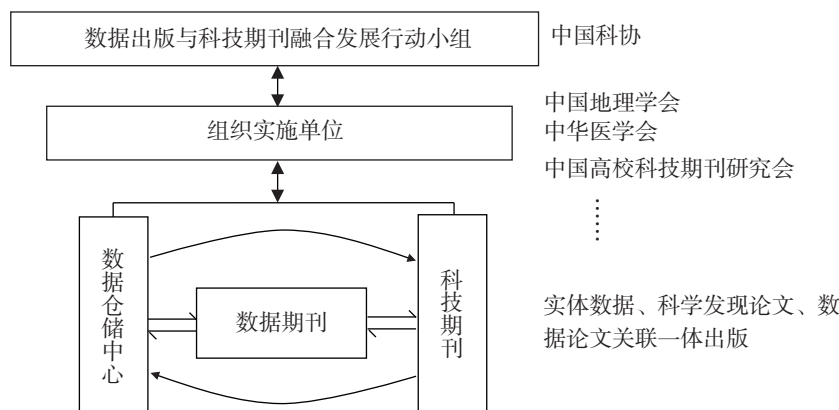 数据出版与科技期刊融合发展行动小组
中国科协
组织实施单位
中国地理学会
中华医学会
中国高校科技期刊研究会
……
数据仓储中心
数据期刊
科技期刊
实体数据、科学发现论文、数
据论文关联一体出版